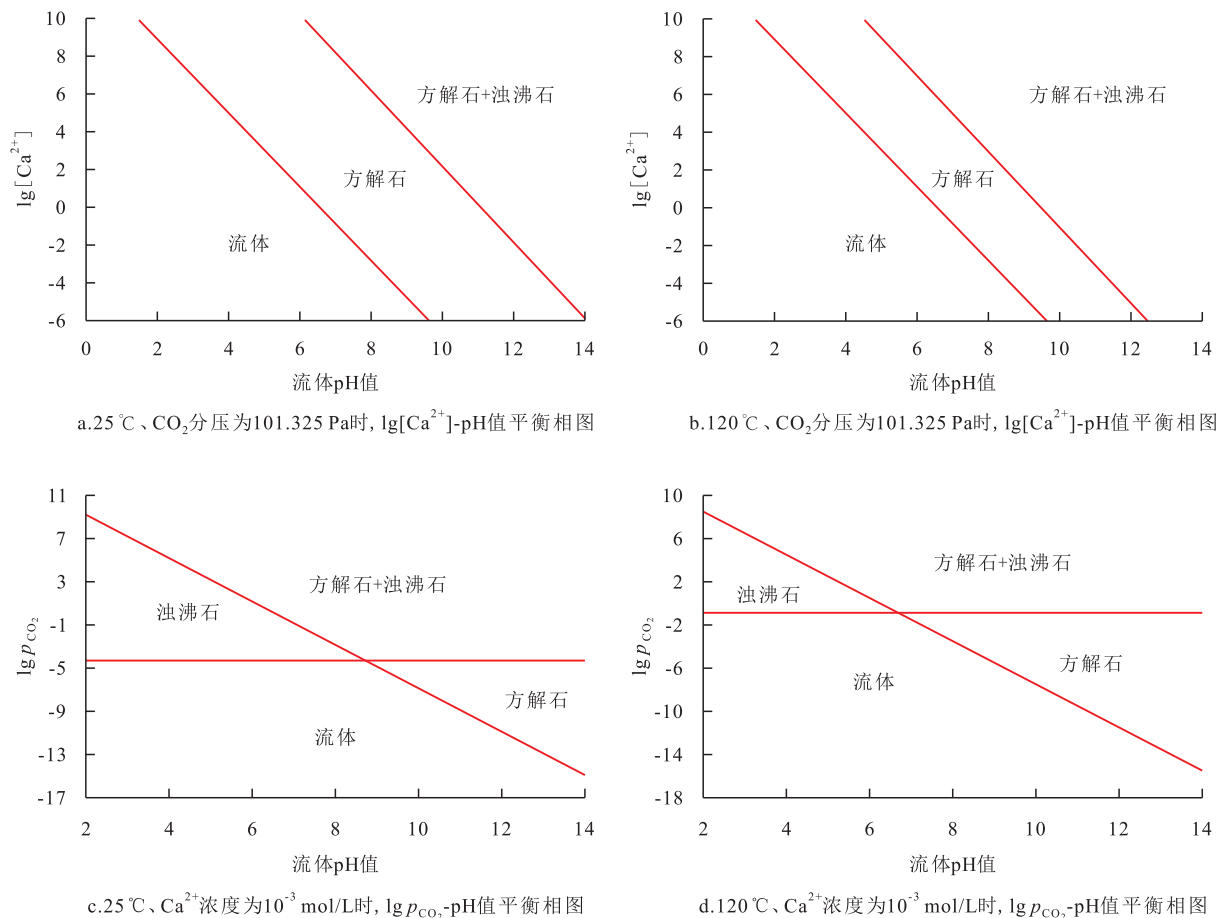 10
8
6
4
2
0
-2
-4
-6
lg[Ca²⁺]
方解石+浊沸石
方解石
流体
0 2 4 6 8 10 12 14
流体pH值
a.25℃、CO₂分压为101.325 Pa时, lg[Ca²⁺]-pH值平衡相图
10
8
6
4
2
0
-2
-4
-6
lg[Ca²⁺]
方解石+浊沸石
方解石
流体
0 2 4 6 8 10 12 14
流体pH值
b.120℃、CO₂分压为101.325 Pa时, lg[Ca²⁺]-pH值平衡相图
11
7
3
-1
-5
-9
-13
-17
lg p_CO₂
方解石+浊沸石
浊沸石
方解石
流体
2 4 6 8 10 12 14
流体pH值
c.25℃、Ca²⁺浓度为10⁻³ mol/L时, lg p_CO₂-pH值平衡相图
10
6
2
-2
-6
-10
-14
-18
lg p_CO₂
方解石+浊沸石
浊沸石
方解石
流体
2 4 6 8 10 12 14
流体pH值
d.120℃、Ca²⁺浓度为10⁻³ mol/L时, lg p_CO₂-pH值平衡相图